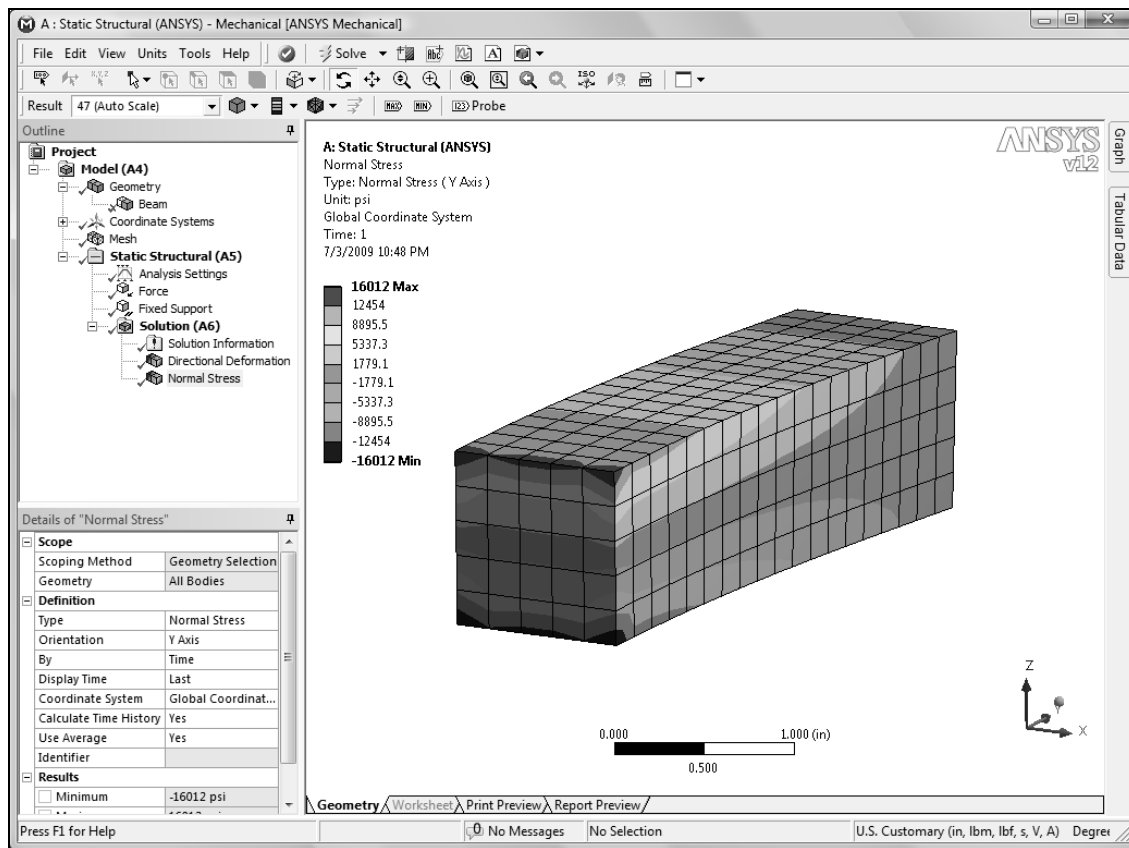 A : Static Structural (ANSYS) - Mechanical [ANSYS Mechanical]
File Edit View Units Tools Help Solve A
Result 47 (Auto Scale) MAX MIN Probe
ISO
Outline
Project
Model (A4)
Geometry
Beam
Coordinate Systems
Mesh
Static Structural (A5)
Analysis Settings
Force
Fixed Support
Solution (A6)
Solution Information
Directional Deformation
Normal Stress
A: Static Structural (ANSYS)
Normal Stress
Type: Normal Stress ( Y Axis )
Unit: psi
Global Coordinate System
Time: 1
7/3/2009 10:48 PM
16012 Max
12454
8895.5
5337.3
1779.1
-1779.1
-5337.3
-8895.5
-12454
-16012 Min
ANSYS
v12
Graph
Tabular Data
Z
X
0.000 1.000 (in)
0.500
Details of "Normal Stress"
Scope
Scoping Method Geometry Selection
Geometry All Bodies
Definition
Type Normal Stress
Orientation Y Axis
By Time
Display Time Last
Coordinate System Global Coordinat...
Calculate Time History Yes
Use Average Yes
Identifier
Results
Minimum -16012 psi
Geometry Worksheet Print Preview Report Preview
Press F1 for Help 0 No Messages No Selection U.S. Customary (in, lbm, lbf, s, V, A)